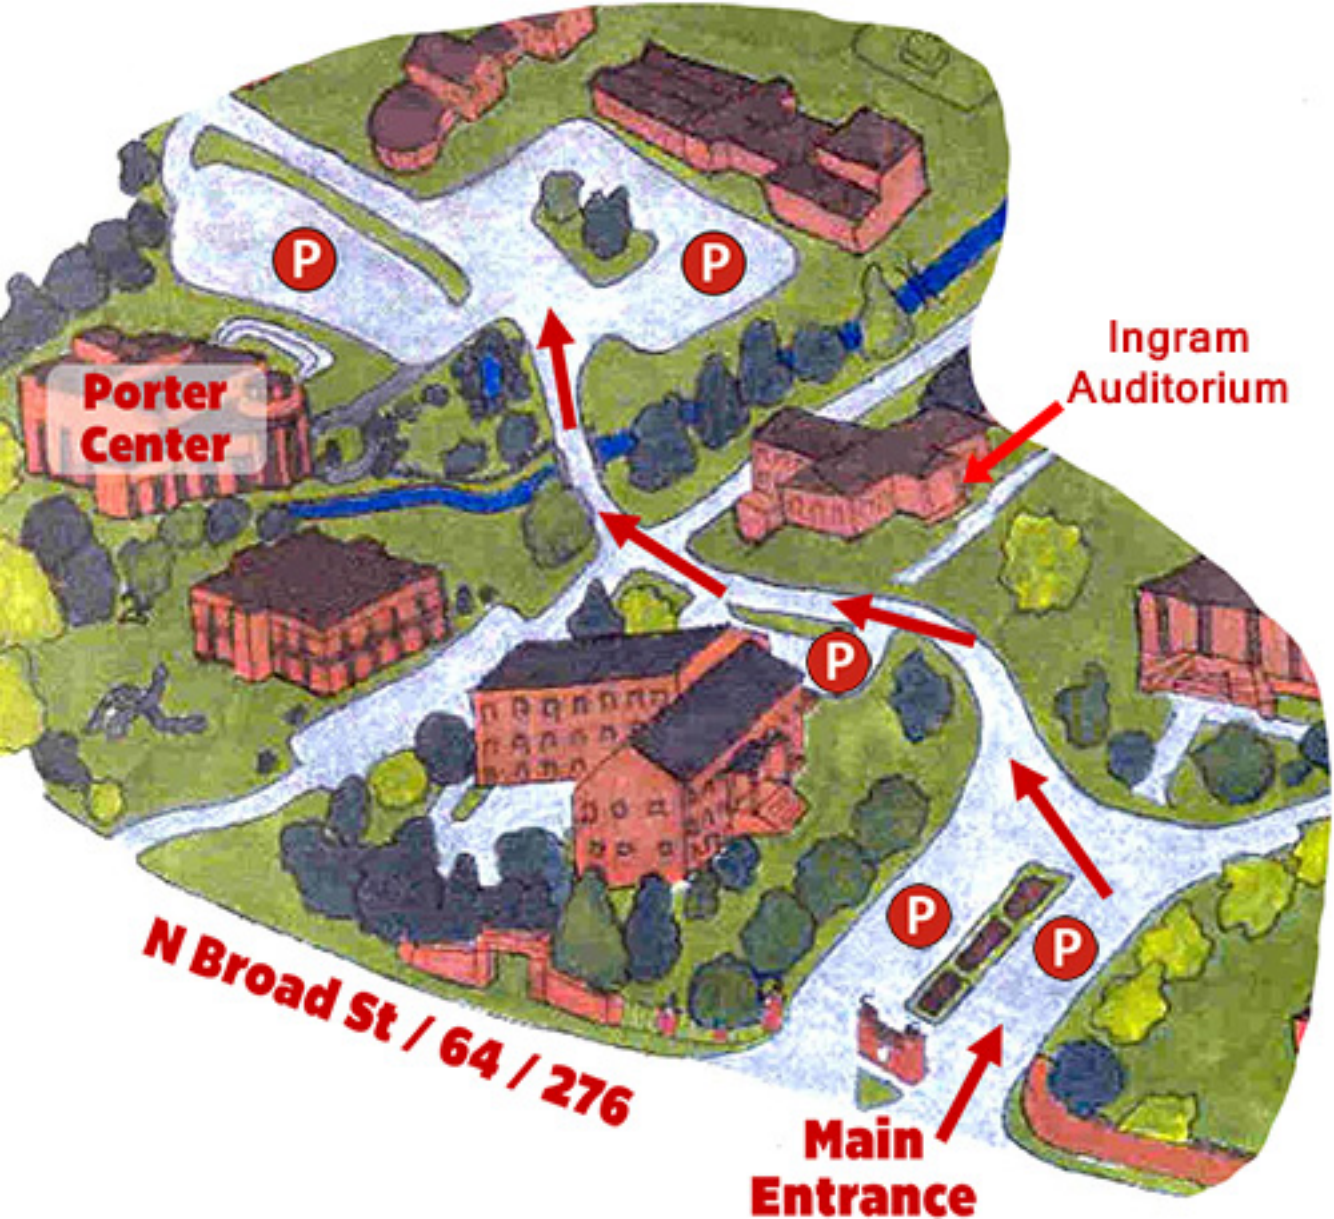 P
P
Ingram
Auditorium
Porter
Center
P
P
P
N Broad St / 64 / 276
Main
Entrance